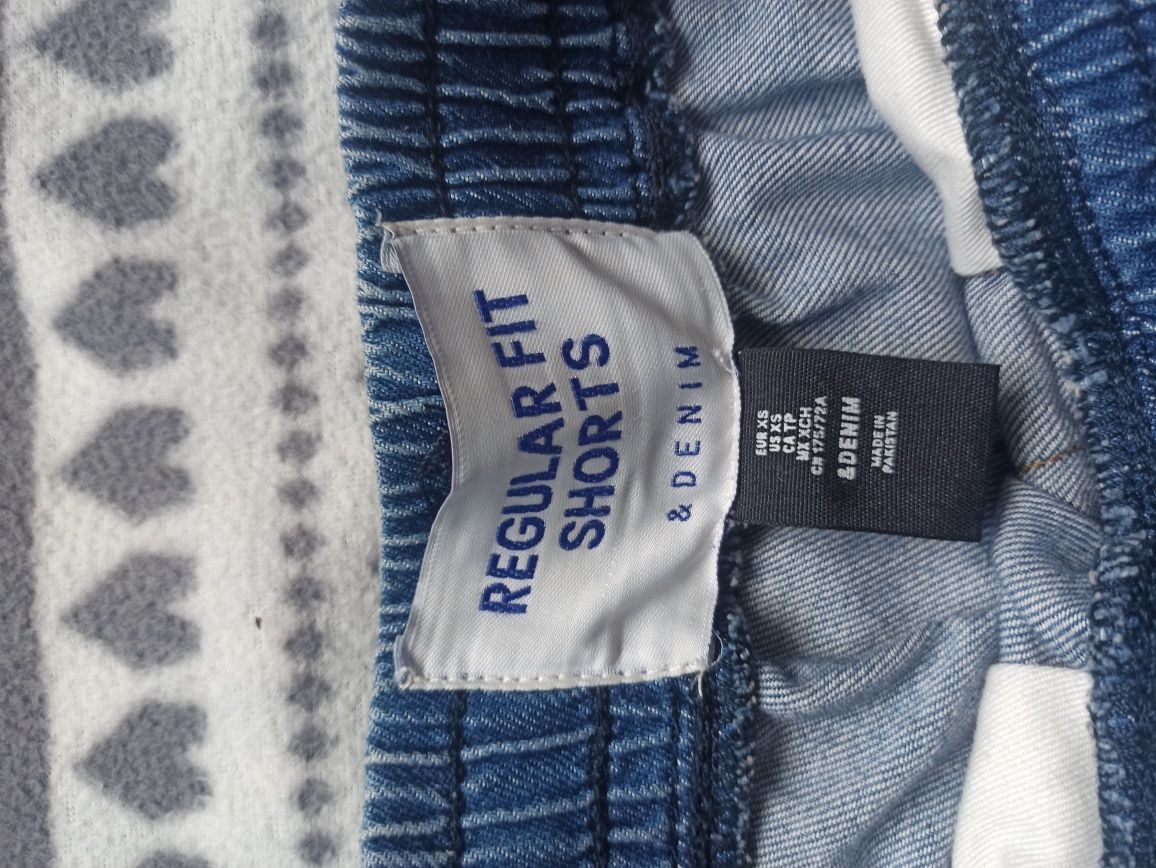 REGULAR FIT
SHORTS
& DENIM
EUR XS
US XS
CA TP
MX XCH
CN 175/72A
&DENIM
MADE IN
PAKISTAN